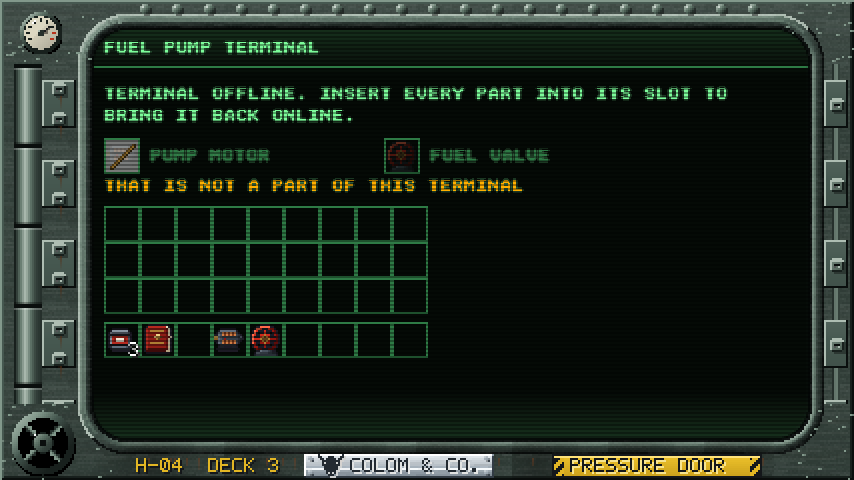 FUEL PUMP TERMINAL
TERMINAL OFFLINE. INSERT EVERY PART INTO ITS SLOT TO
BRING IT BACK ONLINE.
PUMP MOTOR FUEL VALVE
THAT IS NOT A PART OF THIS TERMINAL
3
H-04 DECK 3 COLOM & CO. PRESSURE DOOR